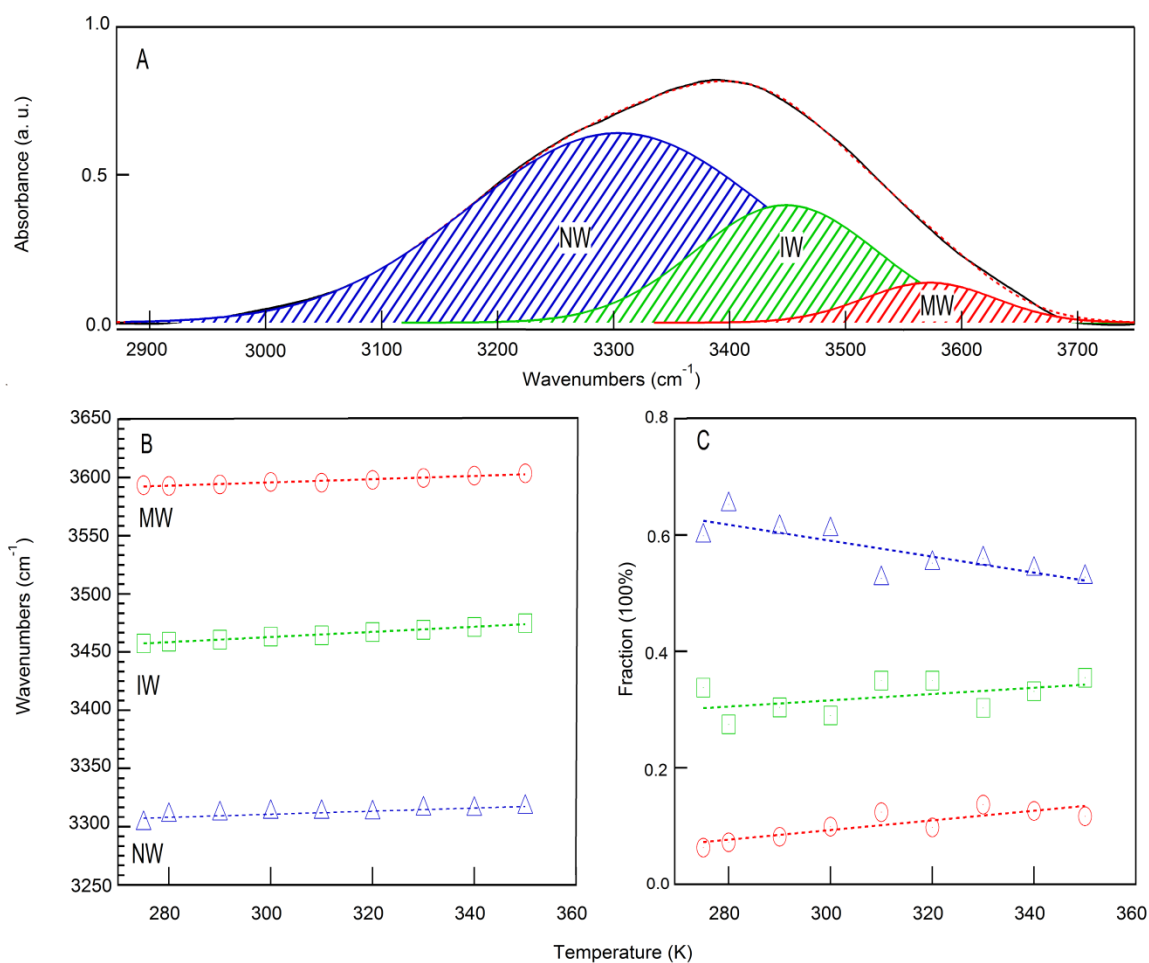 A
1.0
0.5
0.0
Absorbance (a. u.)
NW
IW
MW
2900 3000 3100 3200 3300 3400 3500 3600 3700
Wavenumbers (cm-1)
B
3650
3600
3550
3500
3450
3400
3350
3300
3250
Wavenumbers (cm-1)
MW
IW
NW
280 300 320 340 360
C
0.8
0.6
0.4
0.2
0.0
Fraction (100%)
280 300 320 340 360
Temperature (K)